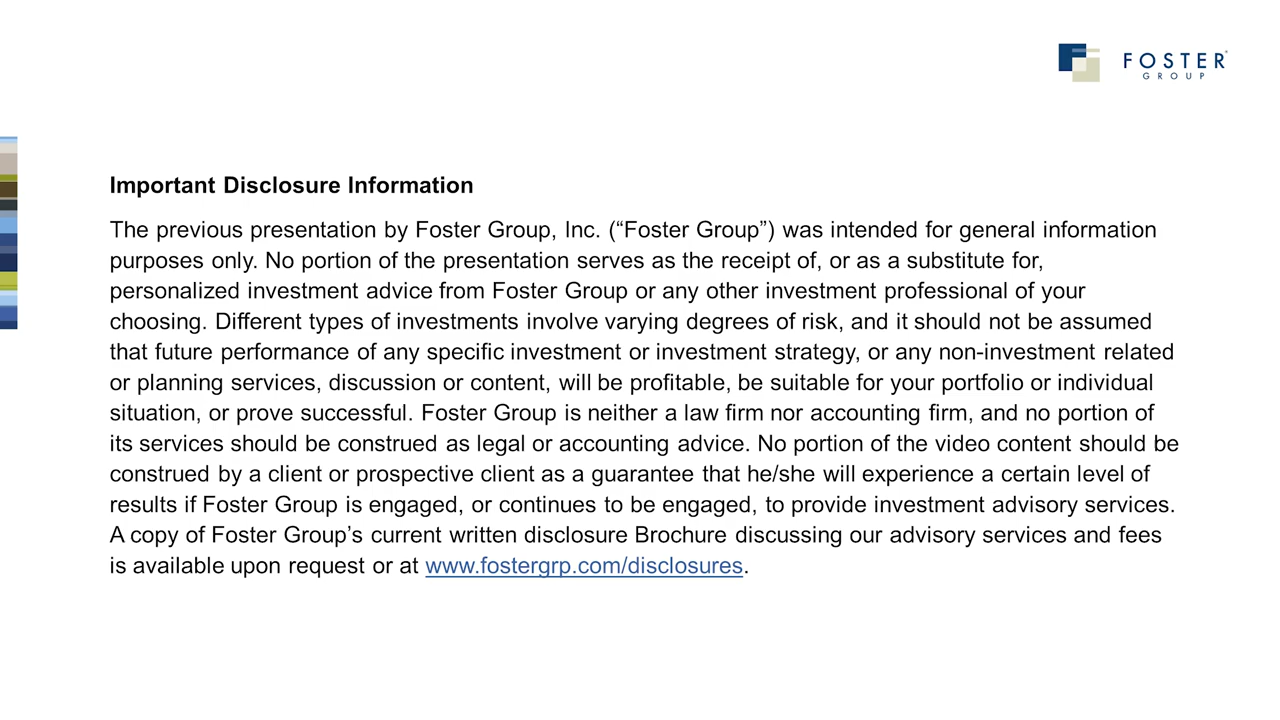 FOSTER
GROUP
Important Disclosure Information
The previous presentation by Foster Group, Inc. (“Foster Group”) was intended for general information
purposes only. No portion of the presentation serves as the receipt of, or as a substitute for,
personalized investment advice from Foster Group or any other investment professional of your
choosing. Different types of investments involve varying degrees of risk, and it should not be assumed
that future performance of any specific investment or investment strategy, or any non-investment related
or planning services, discussion or content, will be profitable, be suitable for your portfolio or individual
situation, or prove successful. Foster Group is neither a law firm nor accounting firm, and no portion of
its services should be construed as legal or accounting advice. No portion of the video content should be
construed by a client or prospective client as a guarantee that he/she will experience a certain level of
results if Foster Group is engaged, or continues to be engaged, to provide investment advisory services.
A copy of Foster Group’s current written disclosure Brochure discussing our advisory services and fees
is available upon request or at www.fostergrp.com/disclosures.